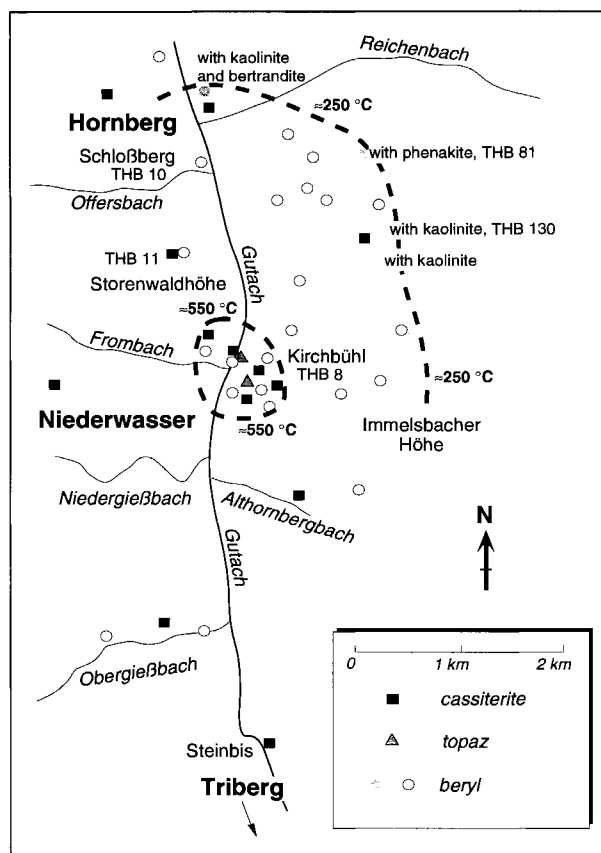 with kaolinite
and bertrandite
Reichenbach
≈250 °C
Hornberg
Schloßberg
THB 10
with phenakite, THB 81
Offersbach
with kaolinite, THB 130
THB 11
Gutach
with kaolinite
Storenwaldhöhe
≈550 °C
Frombach
Kirchbühl
THB 8
≈250 °C
Niederwasser
≈550 °C
Immelsbacher
Höhe
Niedergießbach
Althornbergbach
N
Gutach
Obergießbach
0 1 km 2 km
cassiterite
topaz
beryl
Steinbis
Triberg